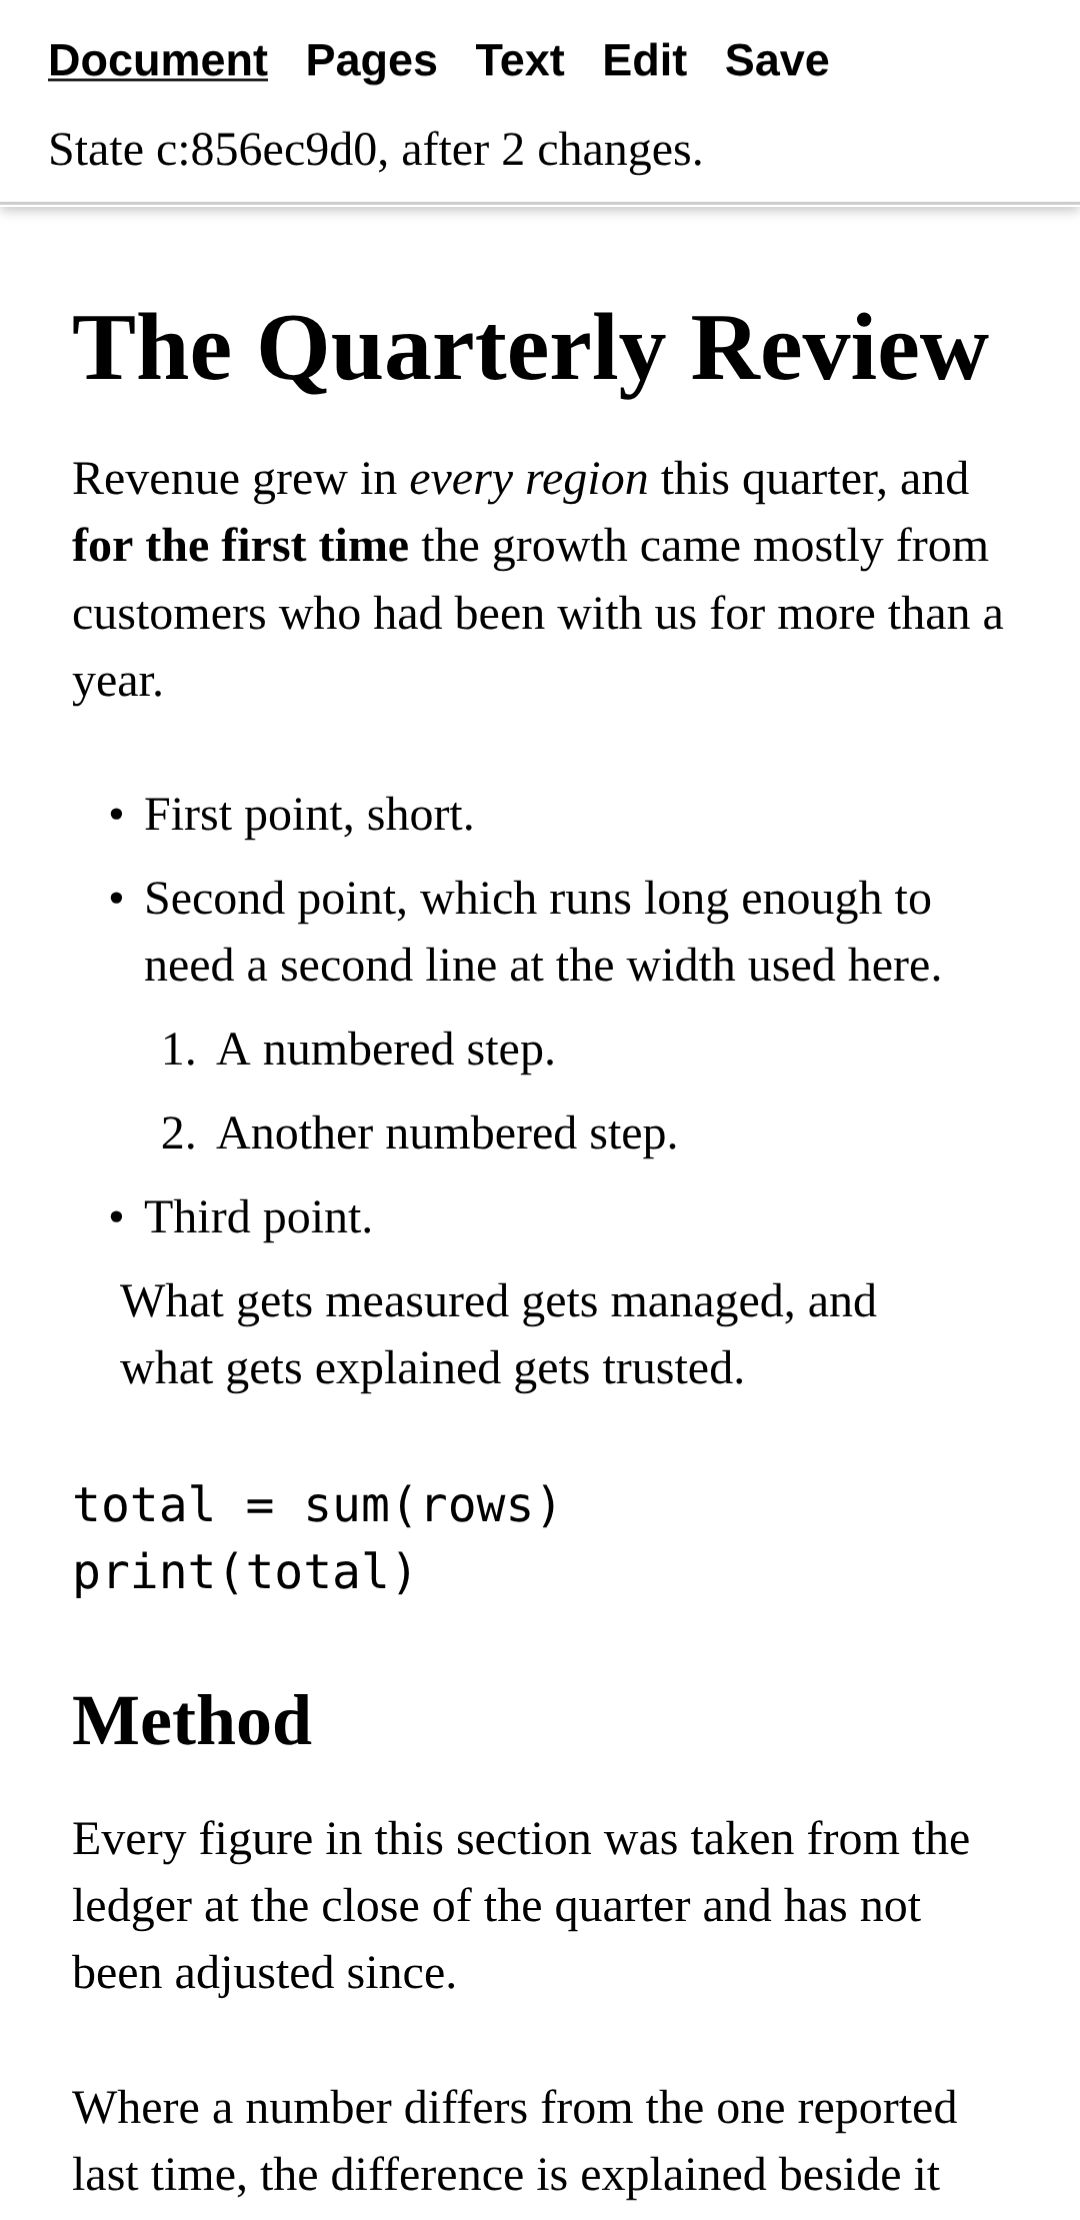 Document Pages Text Edit Save
State c:856ec9d0, after 2 changes.
The Quarterly Review
Revenue grew in every region this quarter, and
for the first time the growth came mostly from
customers who had been with us for more than a
year.
• First point, short.
• Second point, which runs long enough to
need a second line at the width used here.
1. A numbered step.
2. Another numbered step.
• Third point.
What gets measured gets managed, and
what gets explained gets trusted.
total = sum(rows)
print(total)
Method
Every figure in this section was taken from the
ledger at the close of the quarter and has not
been adjusted since.
Where a number differs from the one reported
last time, the difference is explained beside it